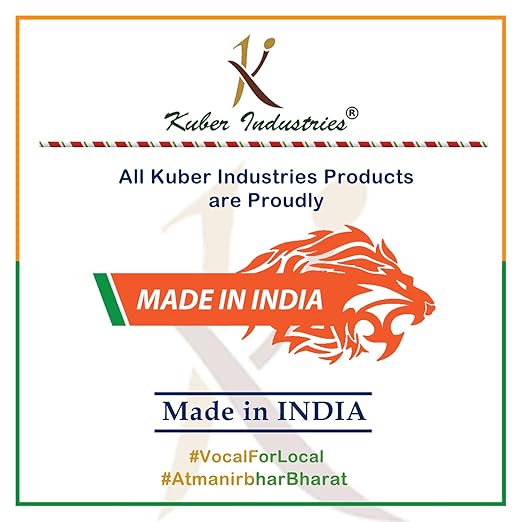 Kuber Industries®
All Kuber Industries Products
are Proudly
MADE IN INDIA
Made in INDIA
#VocalForLocal
#AtmanirbharBharat